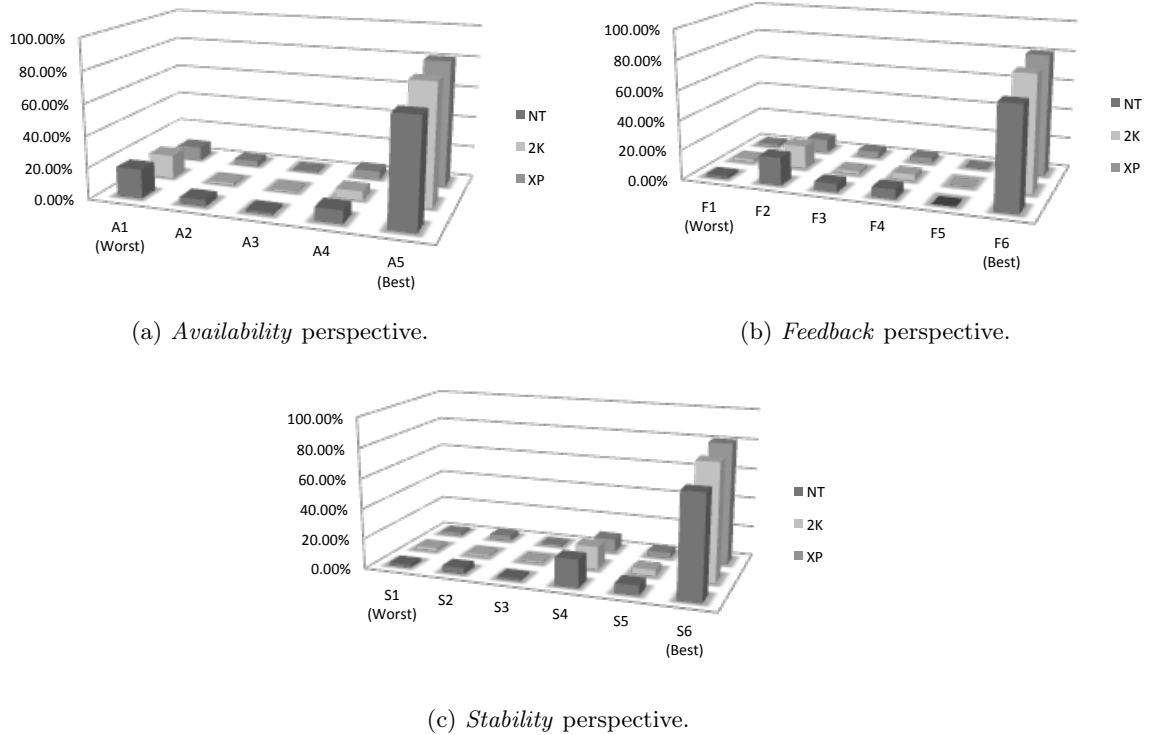 100.00%
80.00%
60.00%
40.00%
20.00%
0.00%
A1
(Worst)
A2
A3
A4
A5
(Best)
NT
2K
XP
(a) Availability perspective.
100.00%
80.00%
60.00%
40.00%
20.00%
0.00%
F1
(Worst)
F2
F3
F4
F5
F6
(Best)
NT
2K
XP
(b) Feedback perspective.
100.00%
80.00%
60.00%
40.00%
20.00%
0.00%
S1
(Worst)
S2
S3
S4
S5
S6
(Best)
NT
2K
XP
(c) Stability perspective.